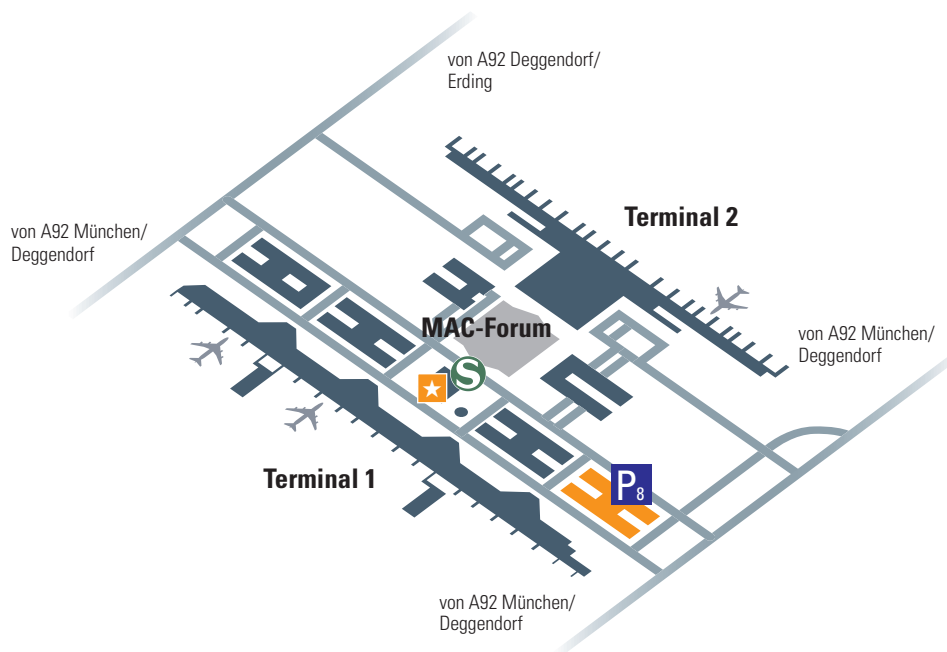 von A92 Deggendorf/
Erding
Terminal 2
von A92 München/
Deggendorf
MAC-Forum
von A92 München/
Deggendorf
S
Terminal 1
P8
von A92 München/
Deggendorf